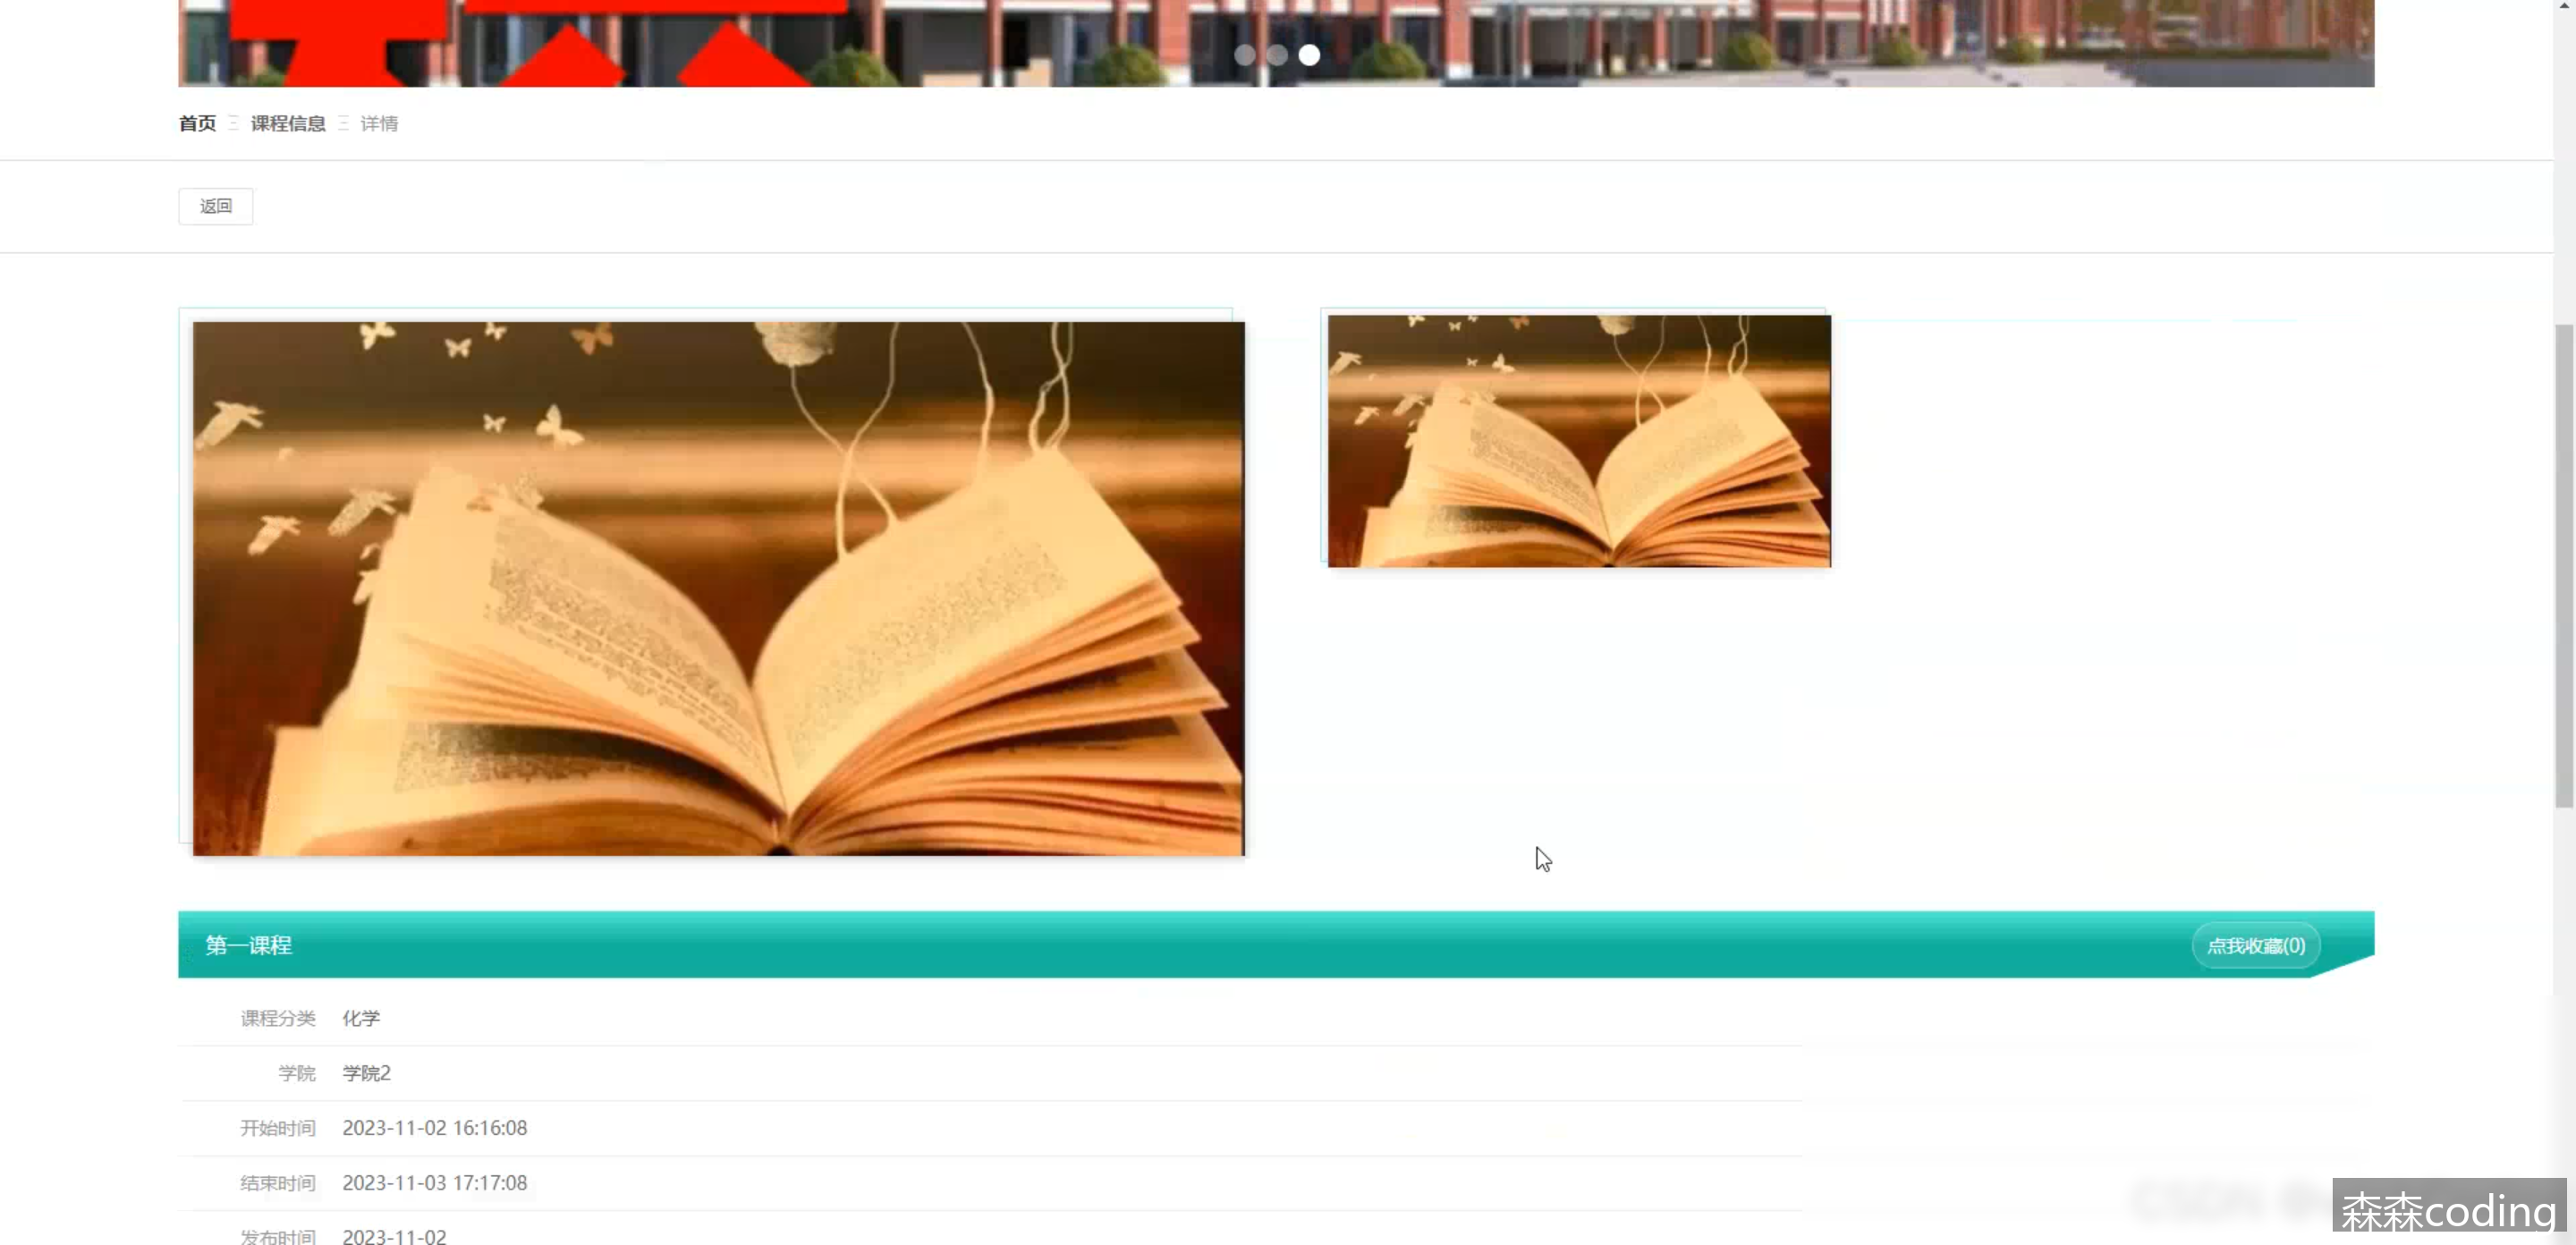 首页 课程信息 详情
返回
第一课程 点我收藏(0)
课程分类 化学
学院 学院2
开始时间 2023-11-02 16:16:08
结束时间 2023-11-03 17:17:08
发布时间 2023-11-02
森森coding